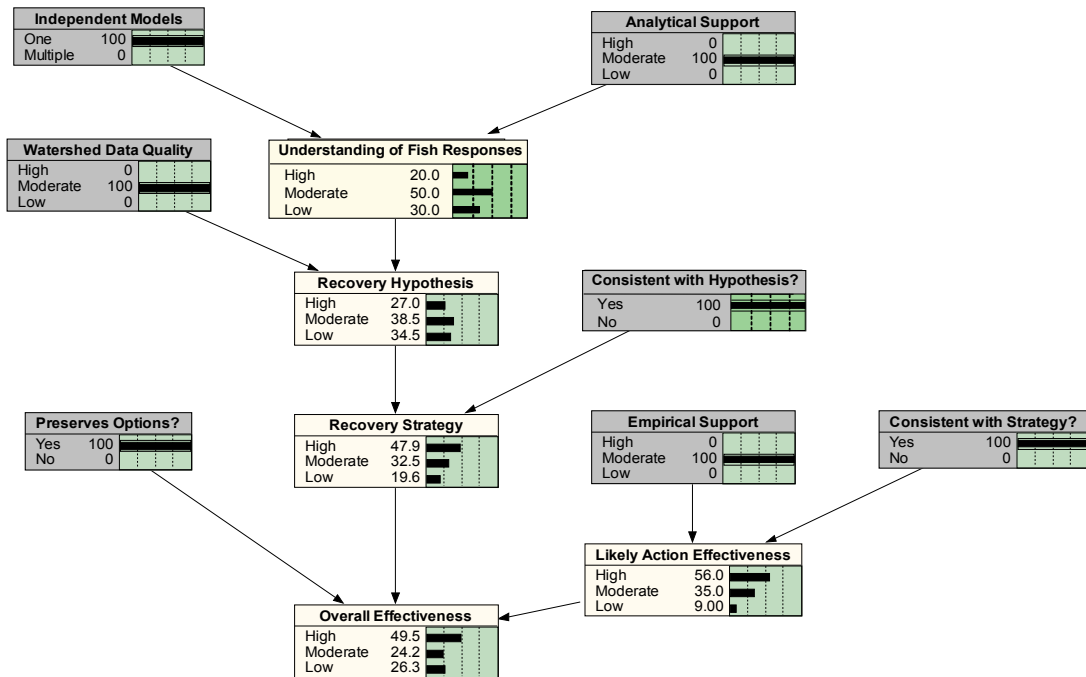 Independent Models
One 100
Multiple 0
Analytical Support
High 0
Moderate 100
Low 0
Watershed Data Quality
High 0
Moderate 100
Low 0
Understanding of Fish Responses
High 20.0
Moderate 50.0
Low 30.0
Recovery Hypothesis
High 27.0
Moderate 38.5
Low 34.5
Consistent with Hypothesis?
Yes 100
No 0
Preserves Options?
Yes 100
No 0
Recovery Strategy
High 47.9
Moderate 32.5
Low 19.6
Empirical Support
High 0
Moderate 100
Low 0
Consistent with Strategy?
Yes 100
No 0
Likely Action Effectiveness
High 56.0
Moderate 35.0
Low 9.00
Overall Effectiveness
High 49.5
Moderate 24.2
Low 26.3